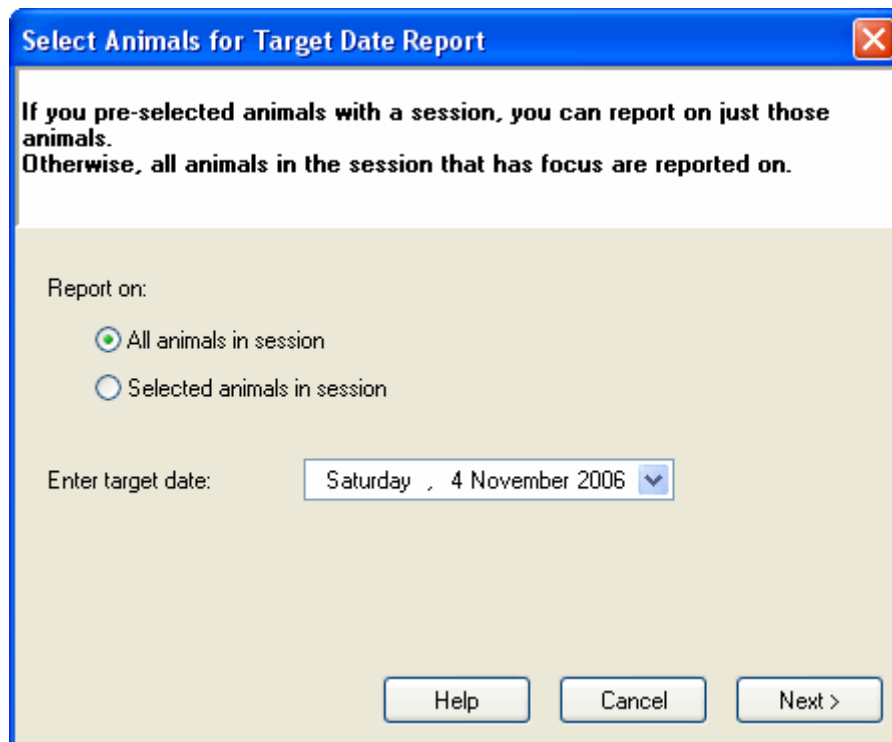 Select Animals for Target Date Report
If you pre-selected animals with a session, you can report on just those
animals.
Otherwise, all animals in the session that has focus are reported on.
Report on:
All animals in session
Selected animals in session
Enter target date: Saturday , 4 November 2006
Help Cancel Next >